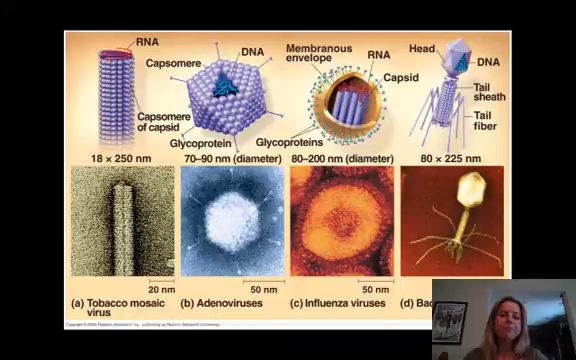 RNA
Capsomere
of capsid
18 × 250 nm
Capsomere
DNA
Glycoprotein
70–90 nm (diameter)
Membranous
envelope
RNA
Capsid
Glycoproteins
80–200 nm (diameter)
Head
DNA
Tail
sheath
Tail
fiber
80 × 225 nm
20 nm
50 nm
50 nm
(a) Tobacco mosaic
virus
(b) Adenoviruses
(c) Influenza viruses
(d) Bac